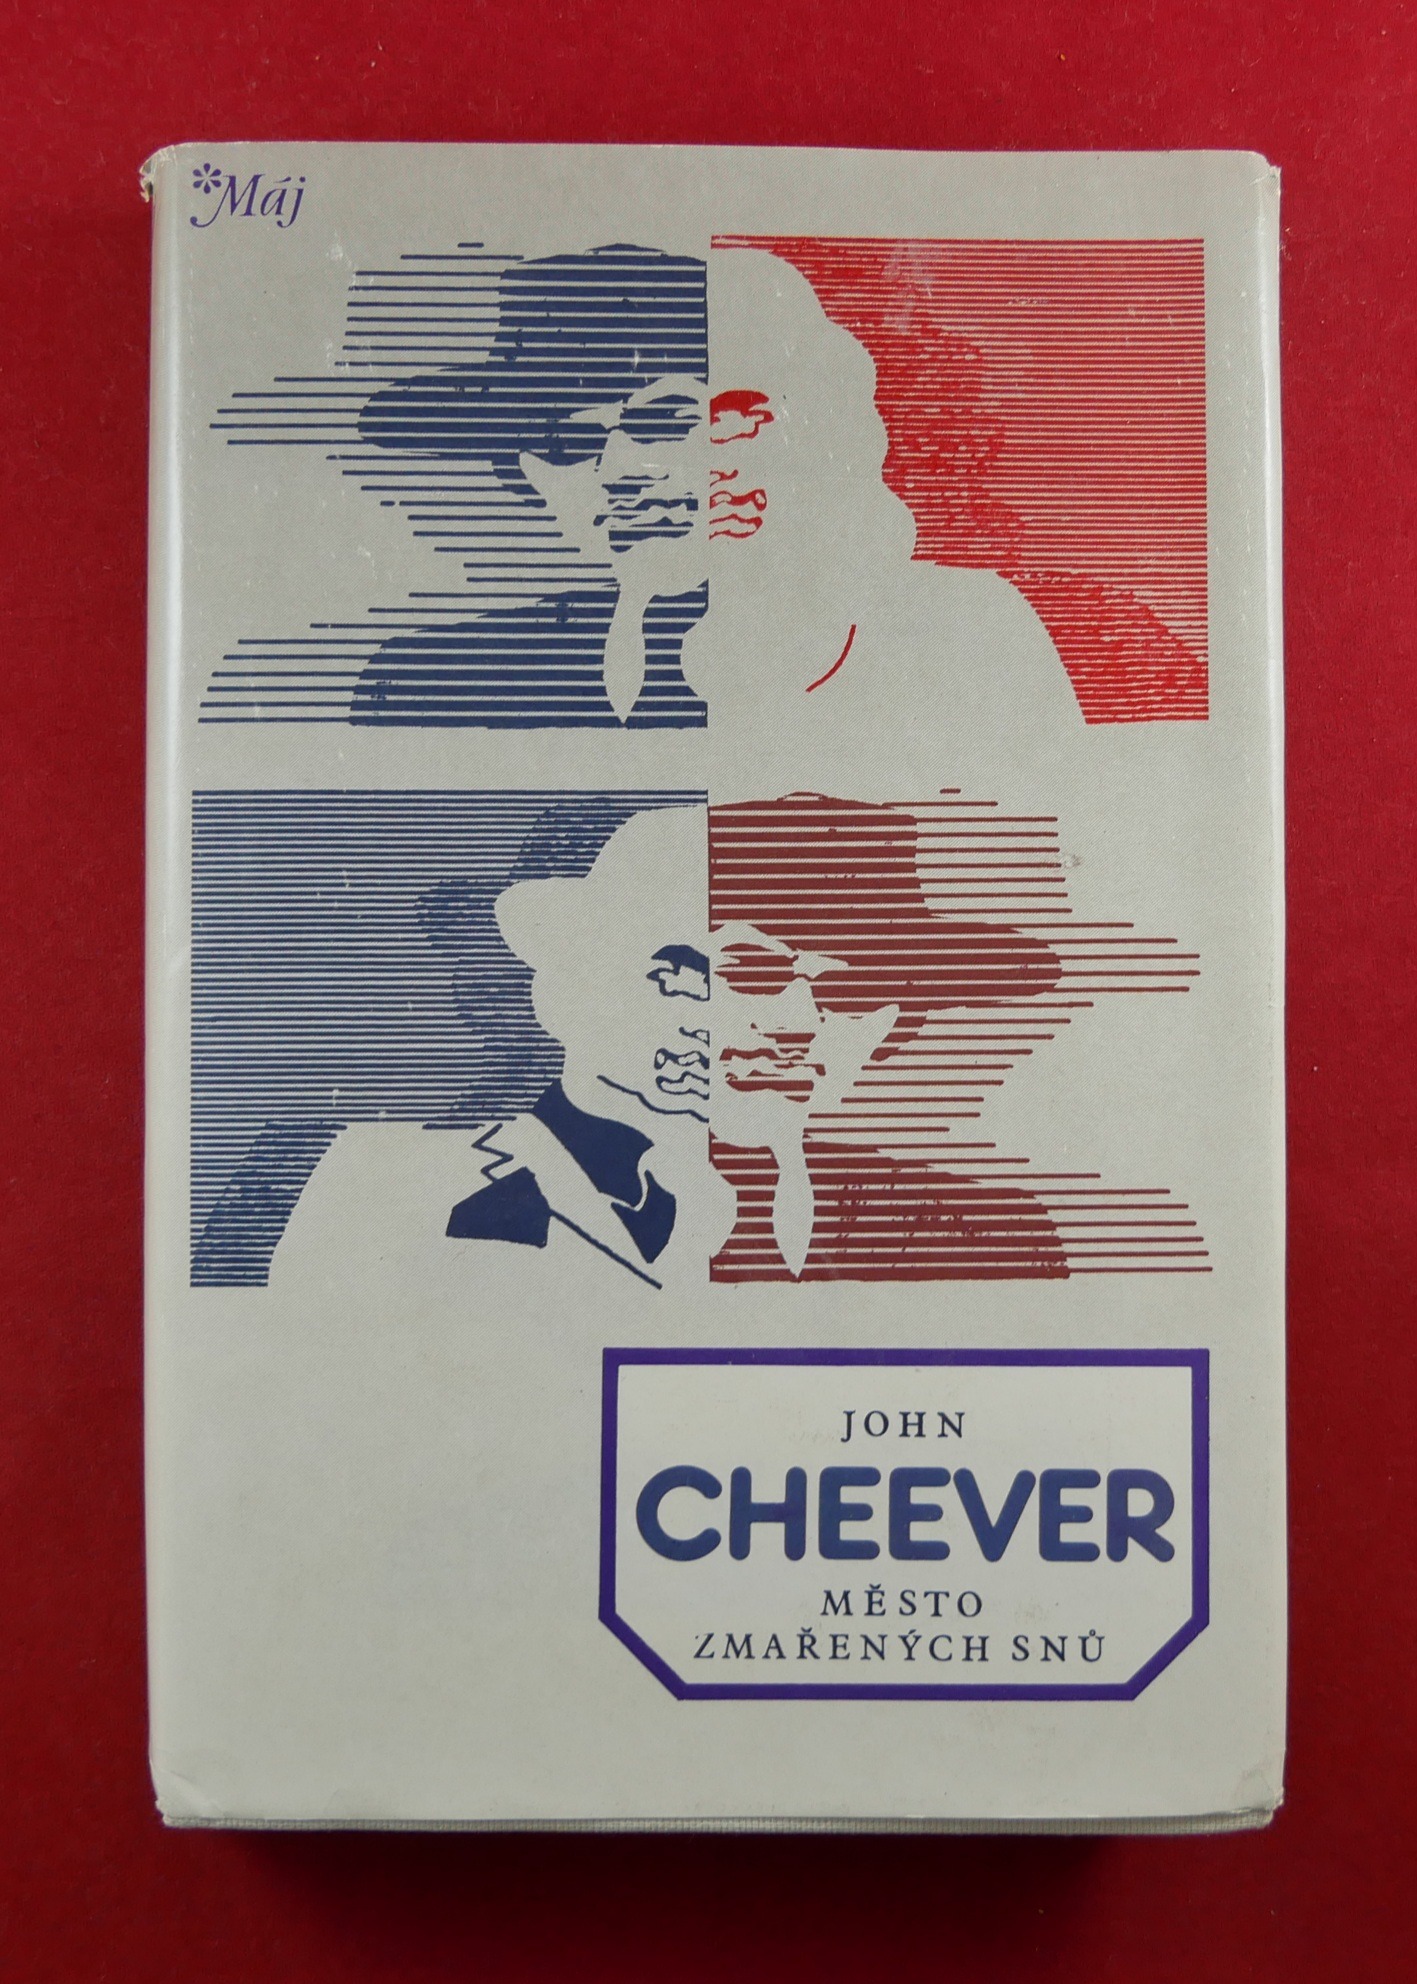 *Máj
JOHN
CHEEVER
MĚSTO
ZMAŘENÝCH SNŮ